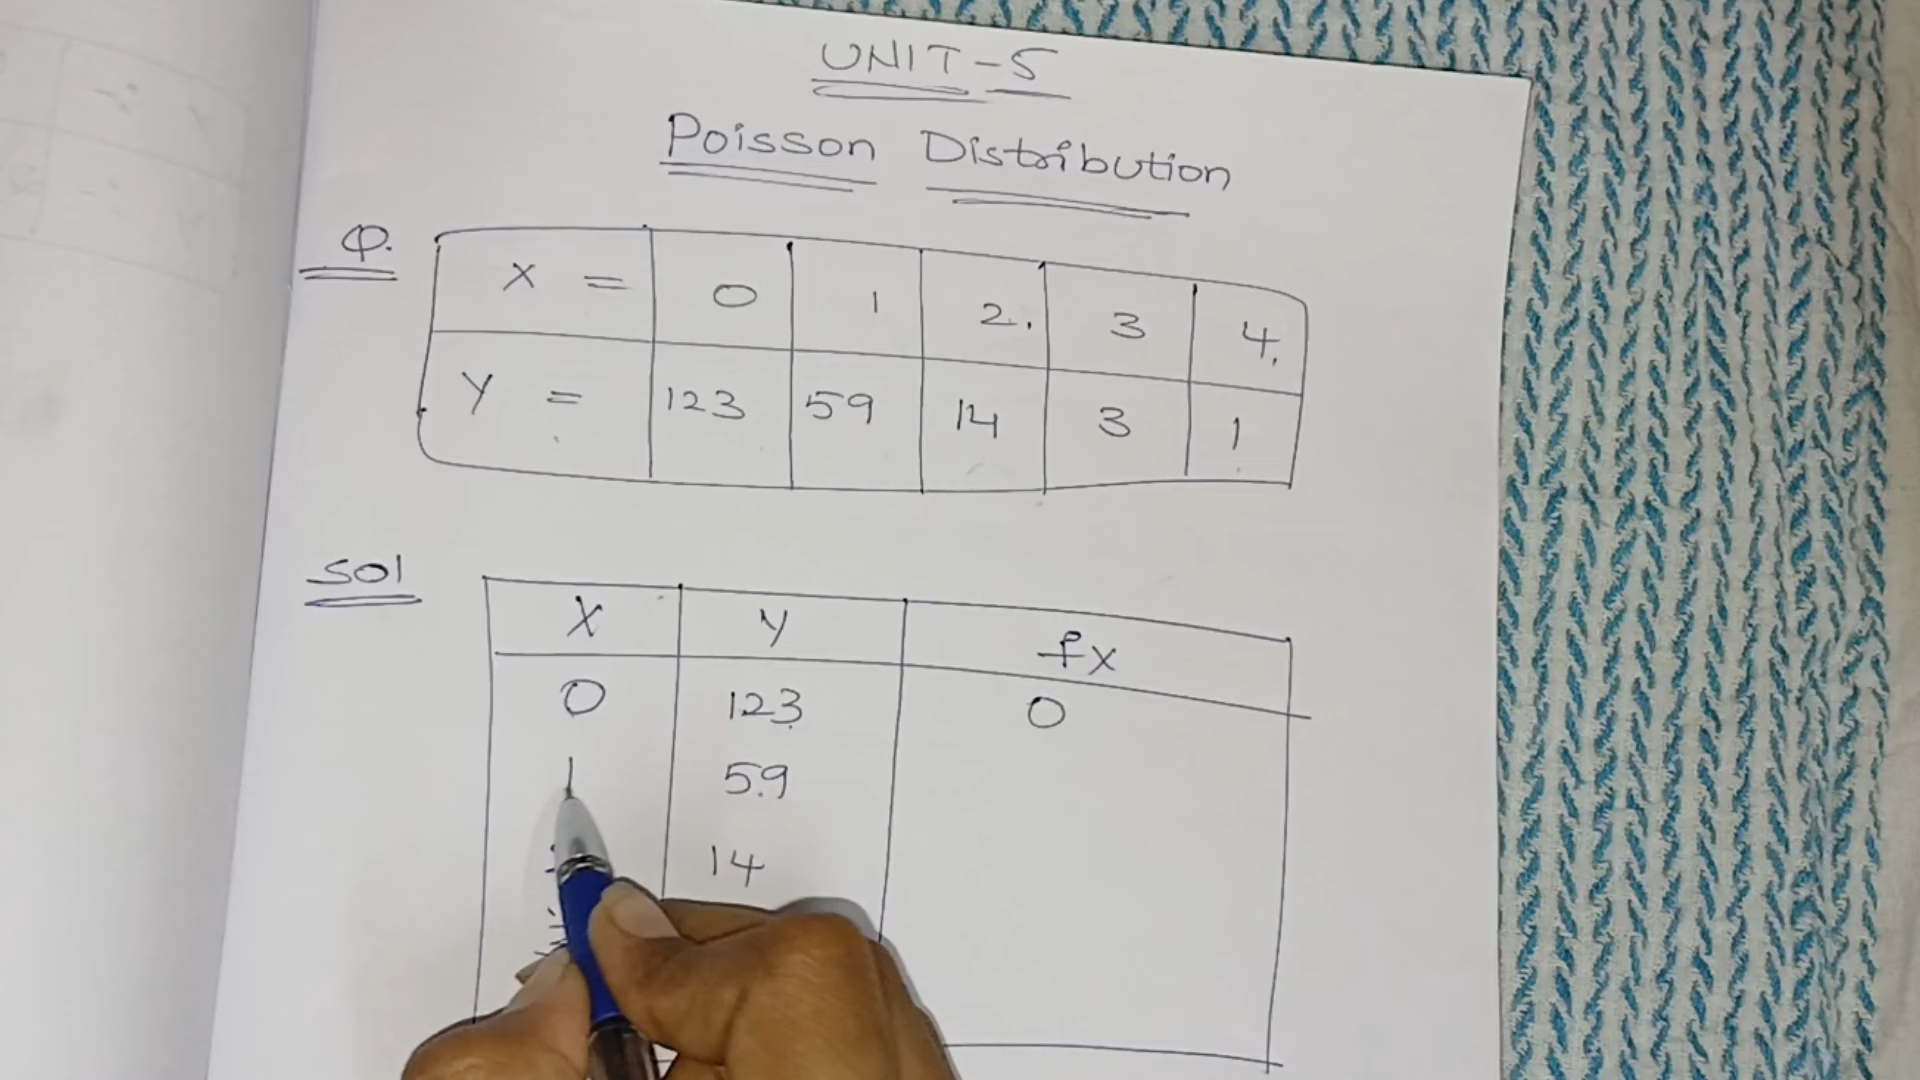 UNIT-5
Poisson Distribution
Q.
X = 0 1 2. 3 4.
Y = 123 59 14 3 1
Sol
X Y fx
0 123 0
1 59
14